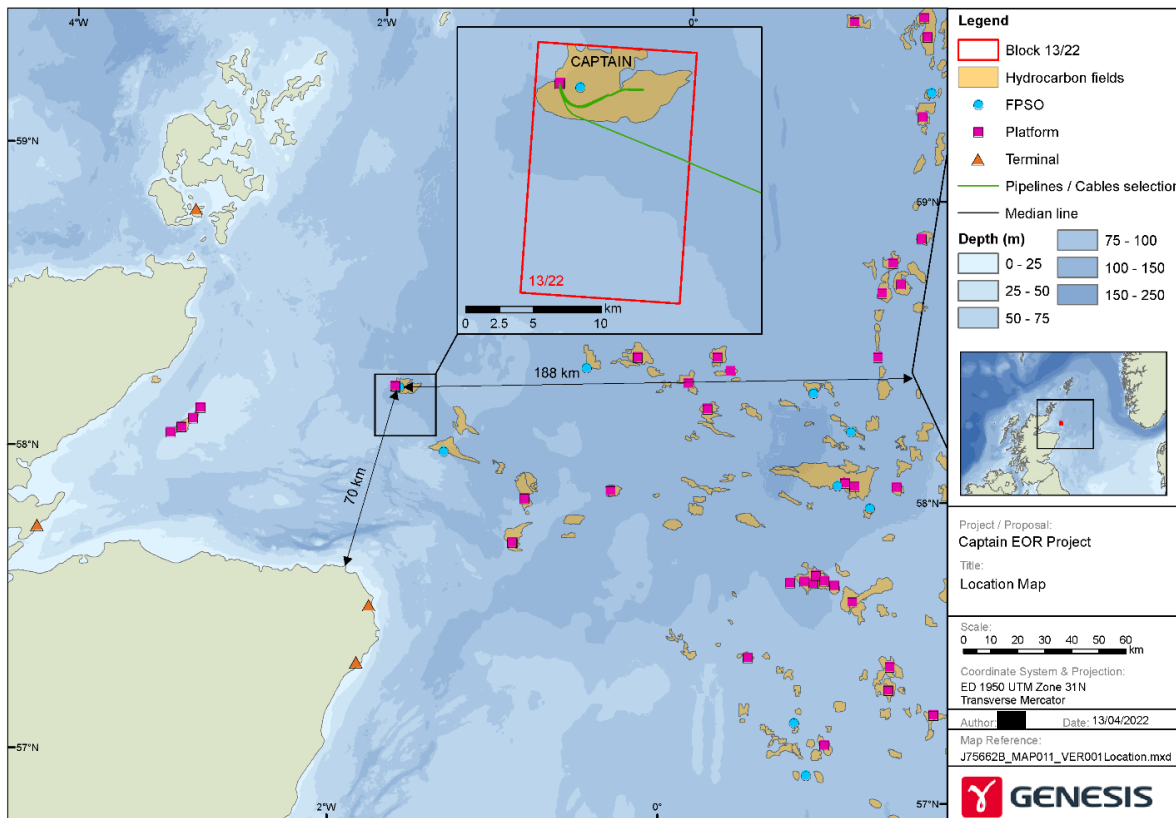 4°W
2°W
0°
59°N
58°N
57°N
2°W
0°
59°N
58°N
57°N
CAPTAIN
13/22
km
0 2.5 5 10
188 km
70 km
Legend
Block 13/22
Hydrocarbon fields
FPSO
Platform
Terminal
Pipelines / Cables selection
Median line
Depth (m)
0 - 25
25 - 50
50 - 75
75 - 100
100 - 150
150 - 250
Project / Proposal:
Captain EOR Project
Title:
Location Map
Scale:
0 10 20 30 40 50 60
km
Coordinate System & Projection:
ED 1950 UTM Zone 31N
Transverse Mercator
Author: Date: 13/04/2022
Map Reference:
J75662B_MAP011_VER001Location.mxd
GENESIS